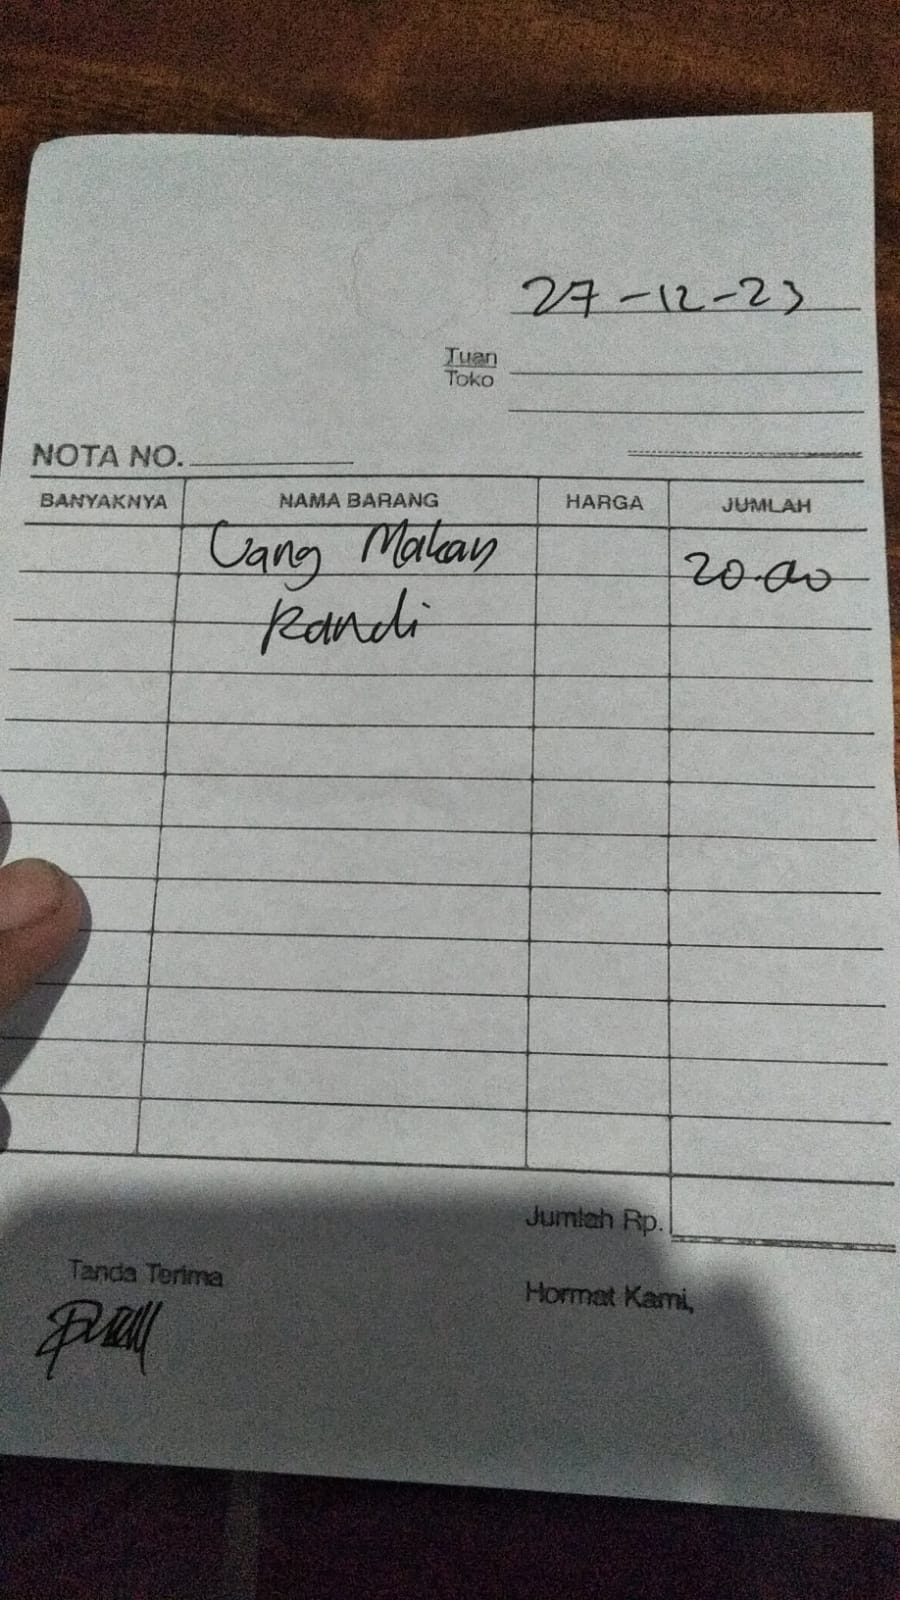 27-12-23
Tuan
Toko
NOTA NO.
BANYAKNYA NAMA BARANG HARGA JUMLAH
Uang Makan 20.000
Randi
Jumlah Rp.
Tanda Terima
Hormat Kami,